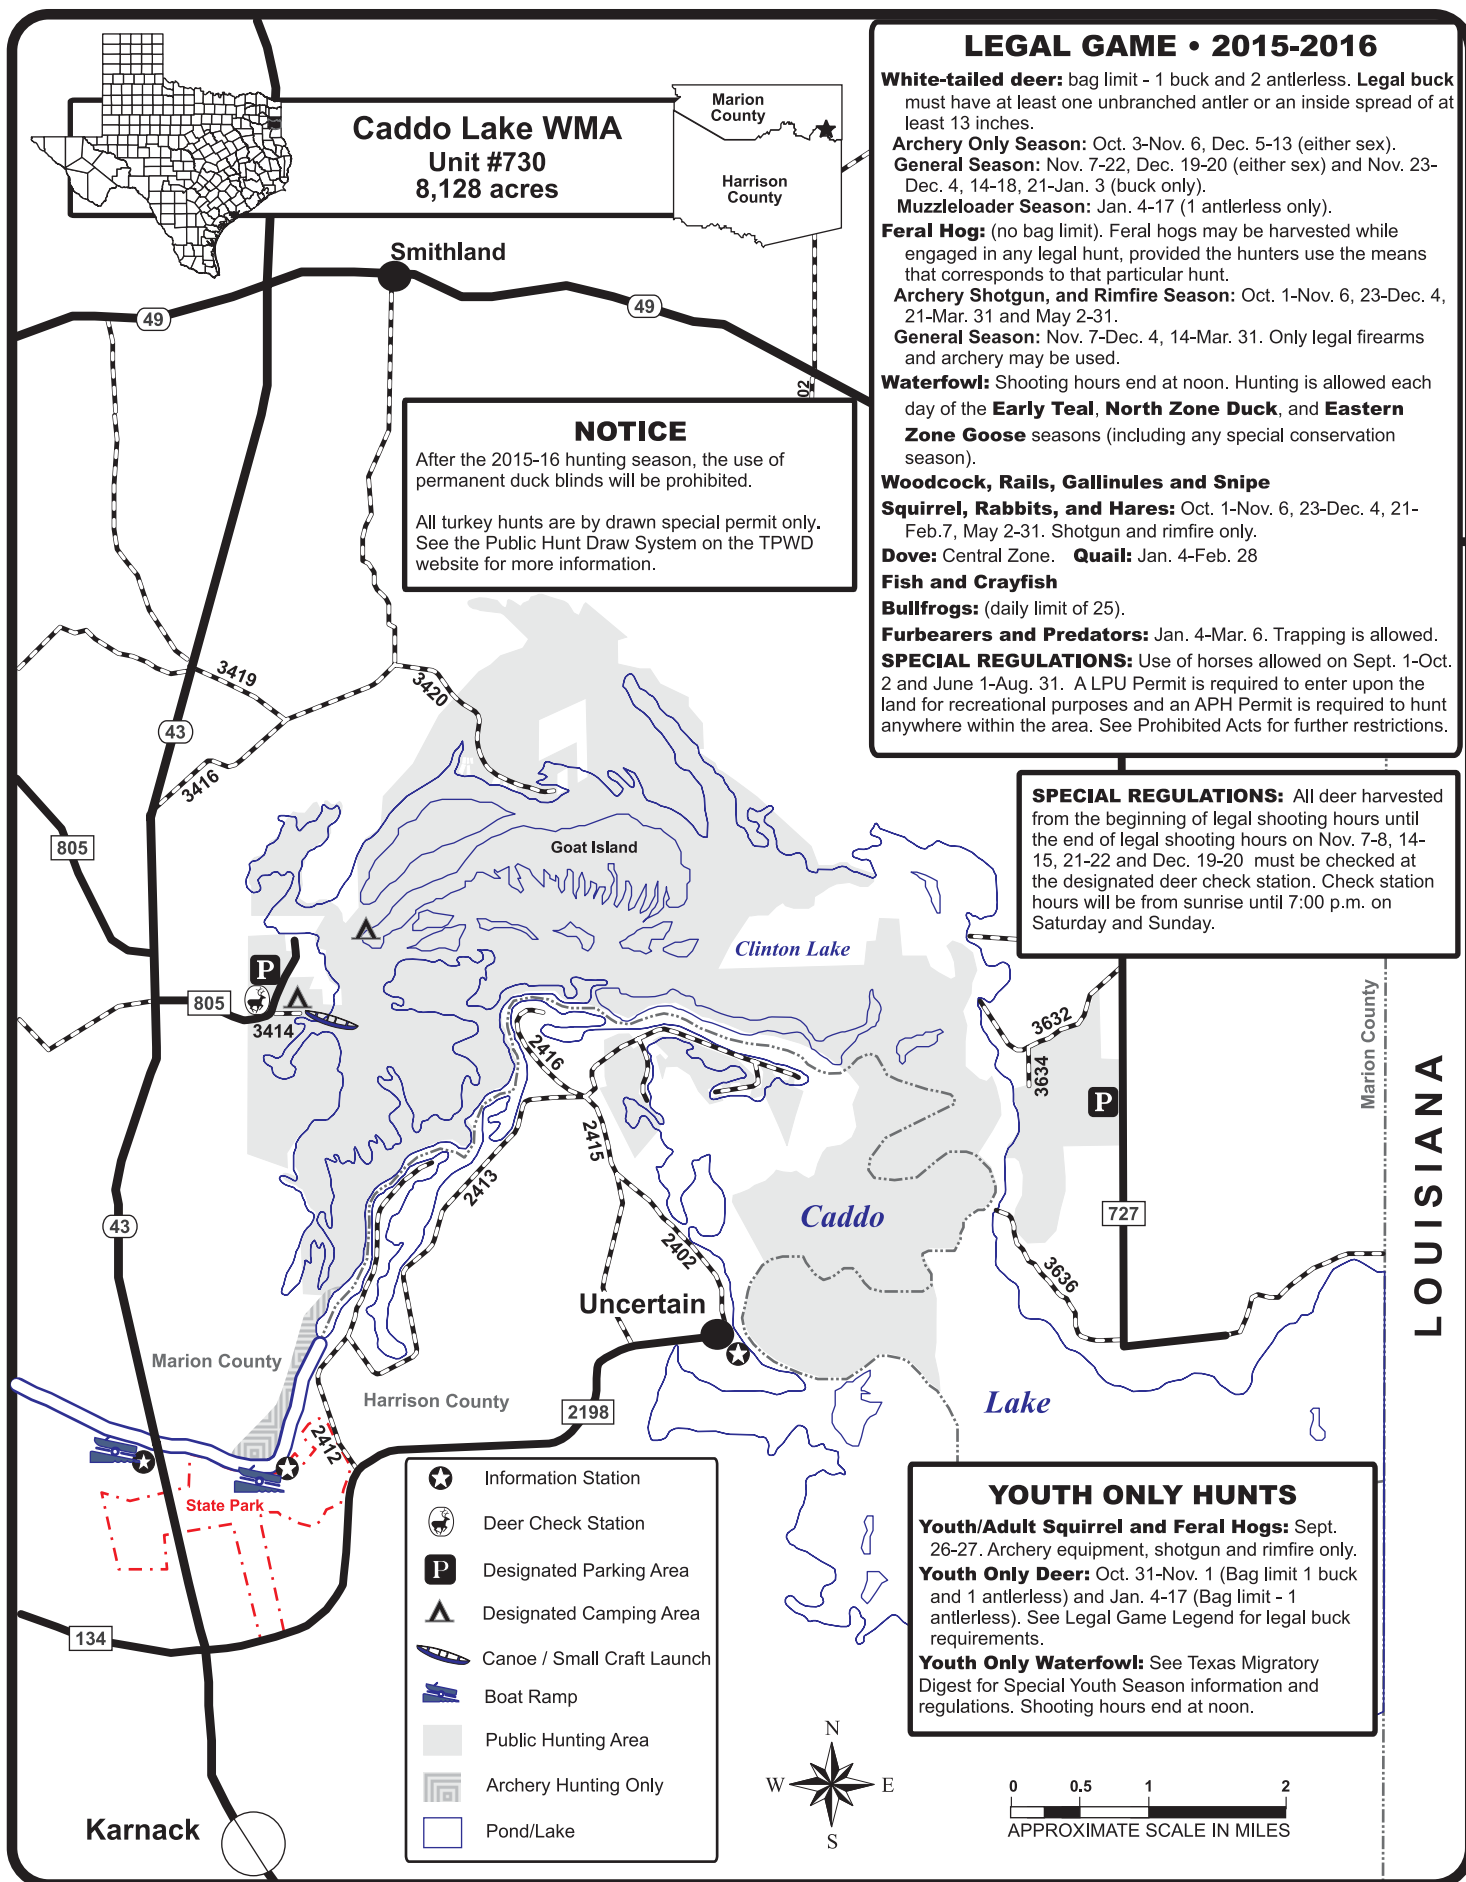 LEGAL GAME • 2015-2016
White-tailed deer: bag limit - 1 buck and 2 antlerless. Legal buck
must have at least one unbranched antler or an inside spread of at
least 13 inches.
Archery Only Season: Oct. 3-Nov. 6, Dec. 5-13 (either sex).
General Season: Nov. 7-22, Dec. 19-20 (either sex) and Nov. 23-
Dec. 4, 14-18, 21-Jan. 3 (buck only).
Muzzleloader Season: Jan. 4-17 (1 antlerless only).
Feral Hog: (no bag limit). Feral hogs may be harvested while
engaged in any legal hunt, provided the hunters use the means
that corresponds to that particular hunt.
Archery Shotgun, and Rimfire Season: Oct. 1-Nov. 6, 23-Dec. 4,
21-Mar. 31 and May 2-31.
General Season: Nov. 7-Dec. 4, 14-Mar. 31. Only legal firearms
and archery may be used.
Waterfowl: Shooting hours end at noon. Hunting is allowed each
day of the Early Teal, North Zone Duck, and Eastern
Zone Goose seasons (including any special conservation
season).
Woodcock, Rails, Gallinules and Snipe
Squirrel, Rabbits, and Hares: Oct. 1-Nov. 6, 23-Dec. 4, 21-
Feb.7, May 2-31. Shotgun and rimfire only.
Dove: Central Zone. Quail: Jan. 4-Feb. 28
Fish and Crayfish
Bullfrogs: (daily limit of 25).
Furbearers and Predators: Jan. 4-Mar. 6. Trapping is allowed.
SPECIAL REGULATIONS: Use of horses allowed on Sept. 1-Oct.
2 and June 1-Aug. 31. A LPU Permit is required to enter upon the
land for recreational purposes and an APH Permit is required to hunt
anywhere within the area. See Prohibited Acts for further restrictions.
Caddo Lake WMA
Unit #730
8,128 acres
Marion
County
Harrison
County
Smithland
49
49
02
NOTICE
After the 2015-16 hunting season, the use of
permanent duck blinds will be prohibited.
All turkey hunts are by drawn special permit only.
See the Public Hunt Draw System on the TPWD
website for more information.
3419
3420
43
3416
805
Goat Island
SPECIAL REGULATIONS: All deer harvested
from the beginning of legal shooting hours until
the end of legal shooting hours on Nov. 7-8, 14-
15, 21-22 and Dec. 19-20 must be checked at
the designated deer check station. Check station
hours will be from sunrise until 7:00 p.m. on
Saturday and Sunday.
Clinton Lake
P
805
3414
2416
3632
3634
P
Marion County
LOUISIANA
2415
2413
43
2402
Caddo
727
3636
Uncertain
Marion County
Harrison County
2198
Lake
2412
State Park
134
Karnack
Information Station
Deer Check Station
P
Designated Parking Area
Designated Camping Area
Canoe / Small Craft Launch
Boat Ramp
Public Hunting Area
Archery Hunting Only
Pond/Lake
YOUTH ONLY HUNTS
Youth/Adult Squirrel and Feral Hogs: Sept.
26-27. Archery equipment, shotgun and rimfire only.
Youth Only Deer: Oct. 31-Nov. 1 (Bag limit 1 buck
and 1 antlerless) and Jan. 4-17 (Bag limit - 1
antlerless). See Legal Game Legend for legal buck
requirements.
Youth Only Waterfowl: See Texas Migratory
Digest for Special Youth Season information and
regulations. Shooting hours end at noon.
N
W E
S
0 0.5 1 2
APPROXIMATE SCALE IN MILES